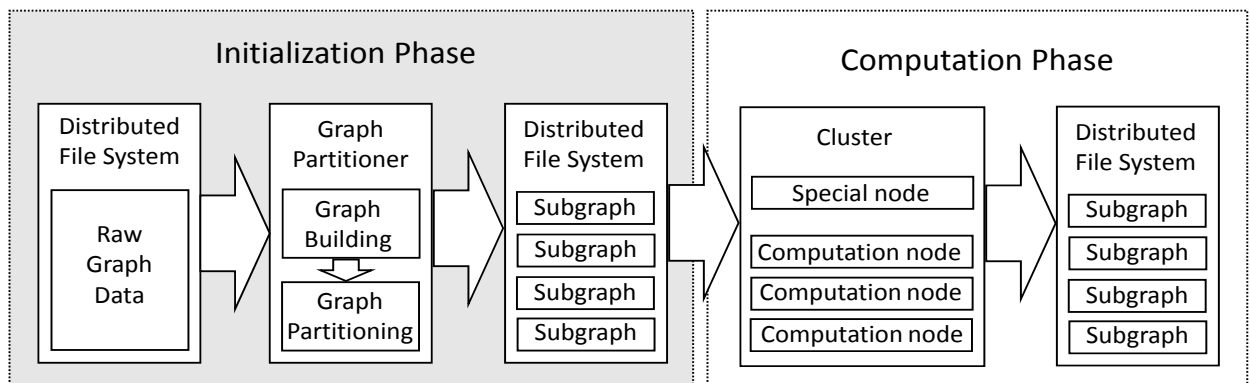 Initialization Phase
Distributed
File System
Raw
Graph
Data
Graph
Partitioner
Graph
Building
Graph
Partitioning
Distributed
File System
Subgraph
Subgraph
Subgraph
Subgraph
Computation Phase
Cluster
Special node
Computation node
Computation node
Computation node
Distributed
File System
Subgraph
Subgraph
Subgraph
Subgraph